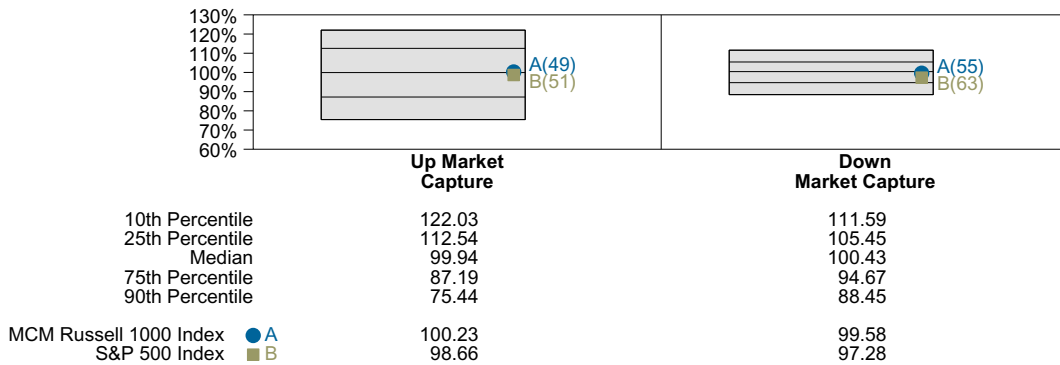 130%
120%
110%
100%
90%
80%
70%
60%
A(49)
B(51)
A(55)
B(63)
Up Market
Capture
Down
Market Capture
10th Percentile 122.03 111.59
25th Percentile 112.54 105.45
Median 99.94 100.43
75th Percentile 87.19 94.67
90th Percentile 75.44 88.45
MCM Russell 1000 Index A 100.23 99.58
S&P 500 Index B 98.66 97.28